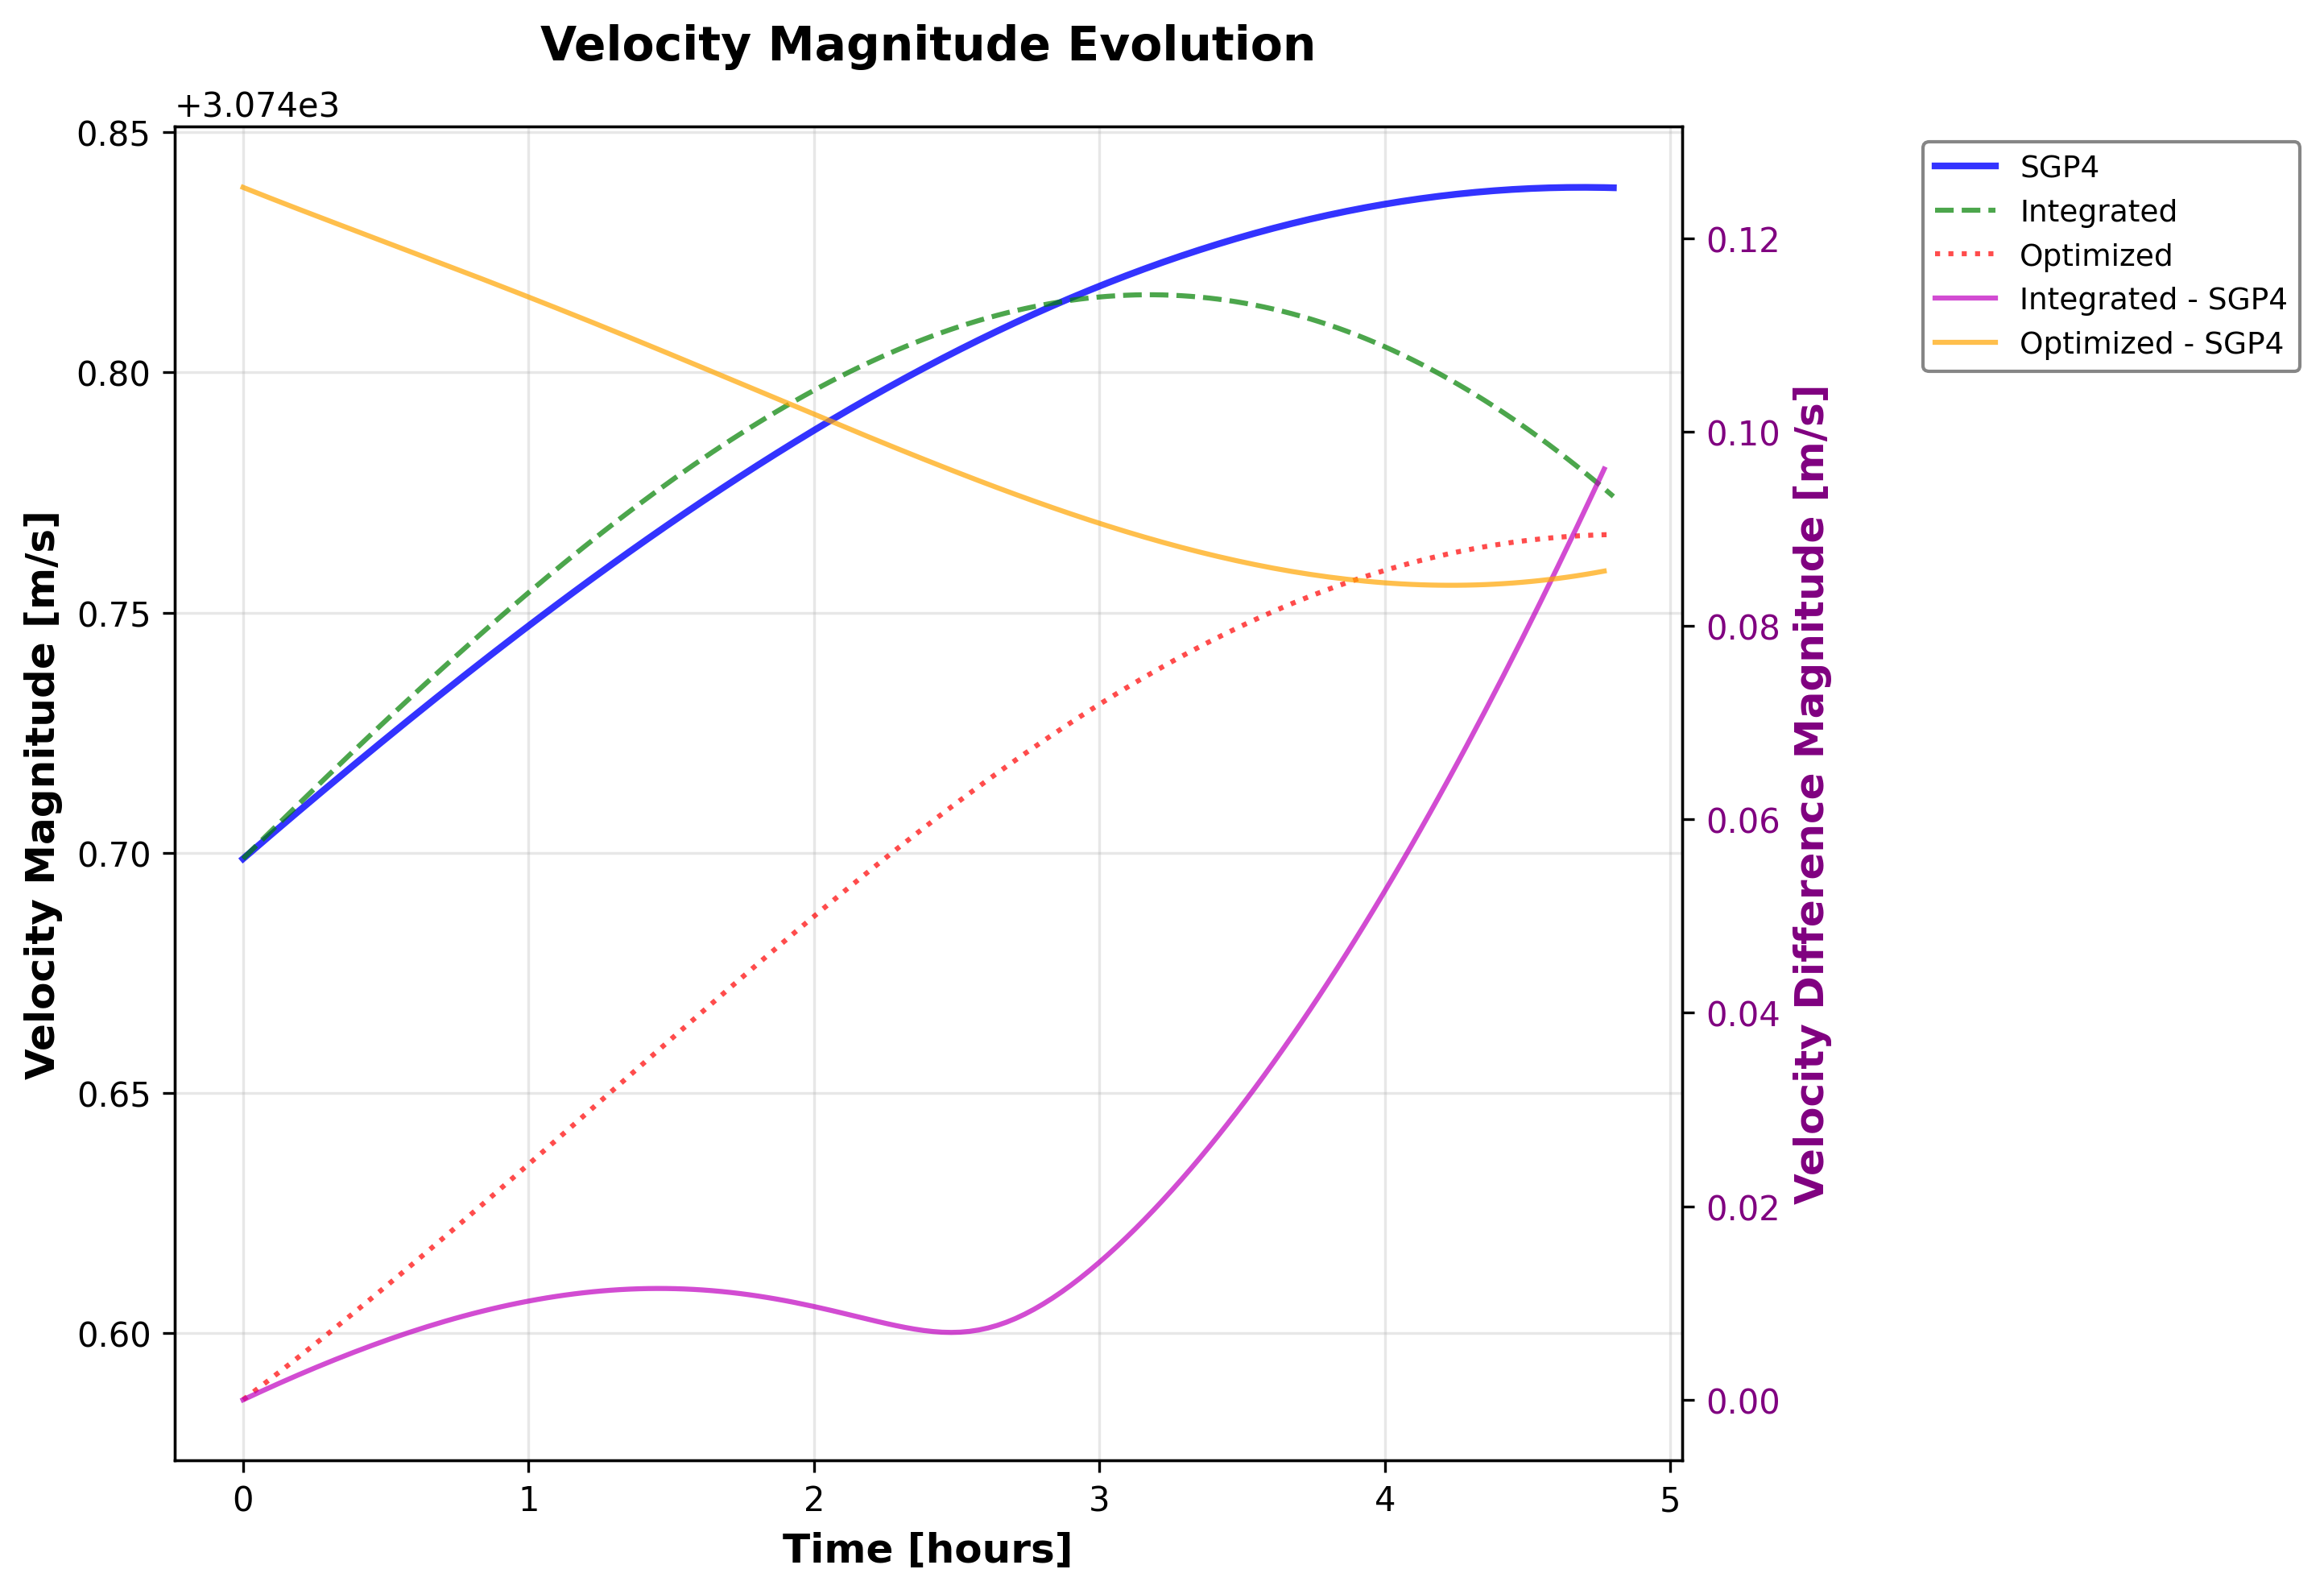 Velocity Magnitude Evolution
+3.074e3
0.85
0.80
0.75
0.70
0.65
0.60
Velocity Magnitude [m/s]
0 1 2 3 4 5
Time [hours]
0.12
0.10
0.08
0.06
0.04
0.02
0.00
Velocity Difference Magnitude [m/s]
SGP4
Integrated
Optimized
Integrated - SGP4
Optimized - SGP4